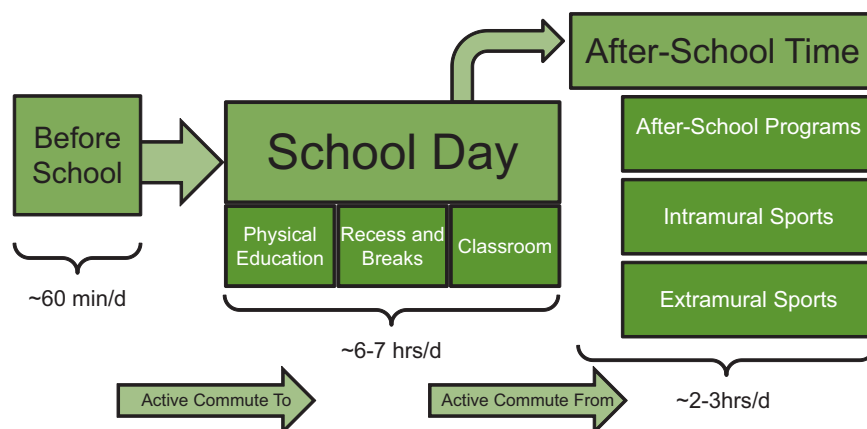 Before
School
~60 min/d
School Day
Physical
Education
Recess and
Breaks
Classroom
~6-7 hrs/d
After-School Time
After-School Programs
Intramural Sports
Extramural Sports
~2-3hrs/d
Active Commute To
Active Commute From